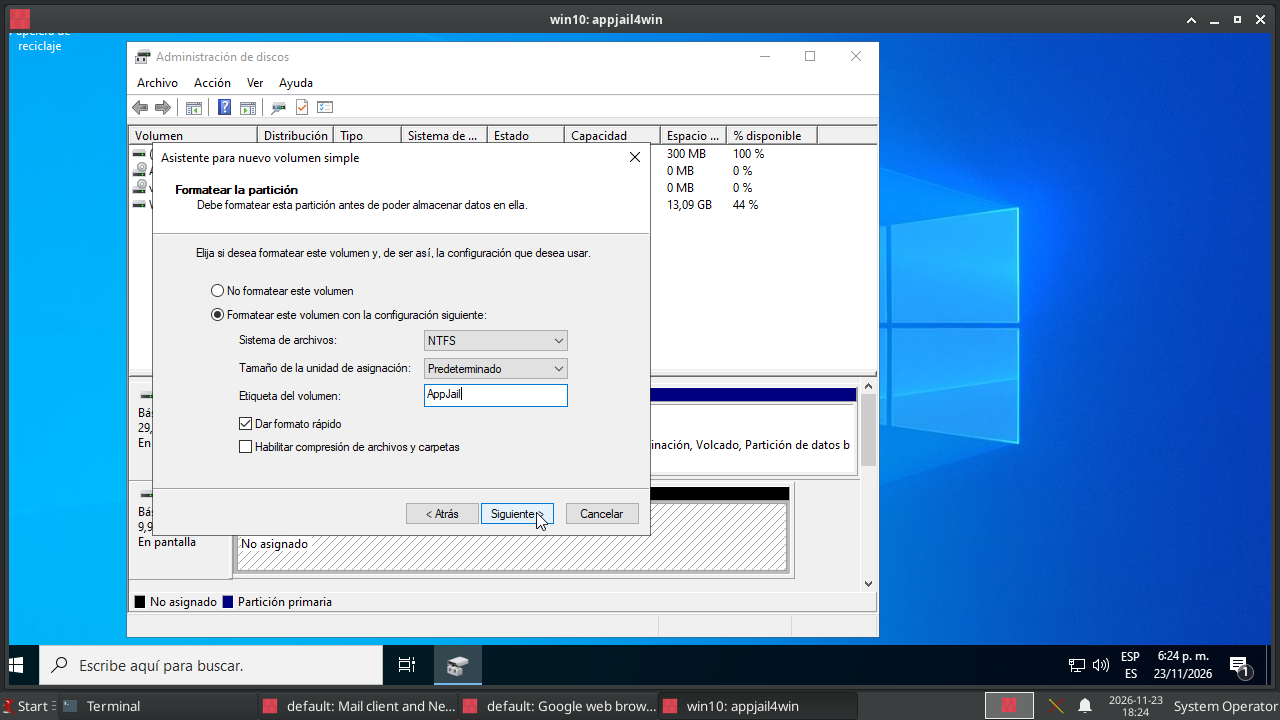 win10: appjail4win
reciclaje
Administración de discos
Archivo Acción Ver Ayuda
Volumen Distribución Tipo Sistema de ... Estado Capacidad Espacio ... % disponible
300 MB 100 %
0 MB 0 %
0 MB 0 %
13,09 GB 44 %
Asistente para nuevo volumen simple
Formatear la partición
Debe formatear esta partición antes de poder almacenar datos en ella.
Elija si desea formatear este volumen y, de ser así, la configuración que desea usar.
No formatear este volumen
Formatear este volumen con la configuración siguiente:
Sistema de archivos: NTFS
Tamaño de la unidad de asignación: Predeterminado
Etiqueta del volumen: AppJail
Dar formato rápido
Habilitar compresión de archivos y carpetas
< Atrás Siguiente > Cancelar
Bás
29,
En
inación, Volcado, Partición de datos b
Bás
9,9
En pantalla
No asignado
No asignado Partición primaria
Escribe aquí para buscar.
ESP
ES
6:24 p. m.
23/11/2026
1
Start Terminal default: Mail client and Ne... default: Google web brow... win10: appjail4win
2026-11-23
18:24
System Operator